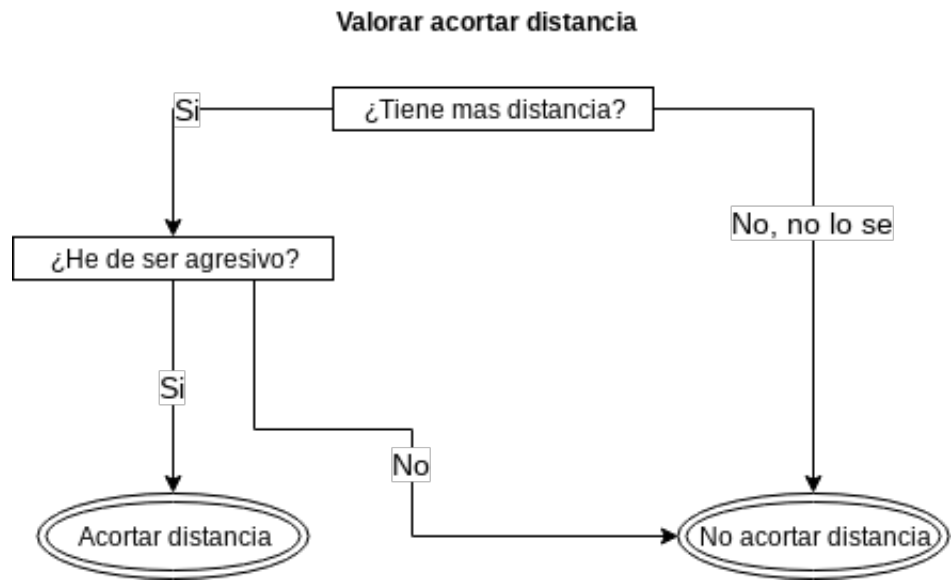 Valorar acortar distancia
¿Tiene mas distancia?
Si
No, no lo se
¿He de ser agresivo?
Si
No
Acortar distancia
No acortar distancia